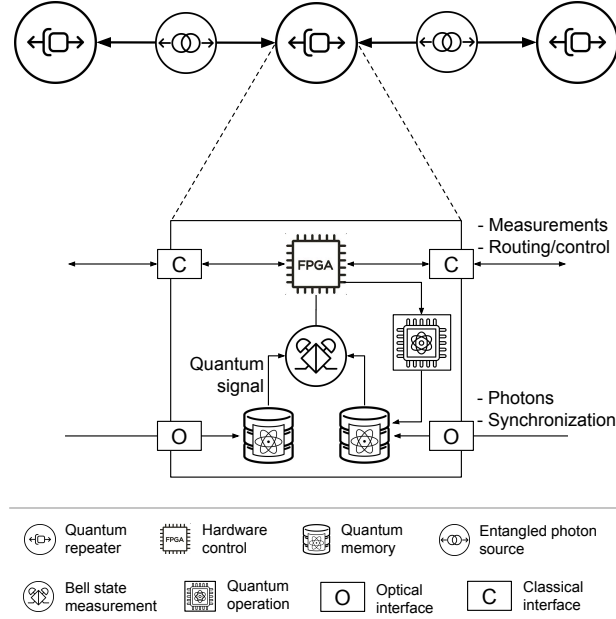 - Measurements
- Routing/control
C
FPGA
C
Quantum
signal
- Photons
- Synchronization
O
O
Quantum
repeater
FPGA
Hardware
control
Quantum
memory
Entangled photon
source
Bell state
measurement
Quantum
operation
O
Optical
interface
C
Classical
interface